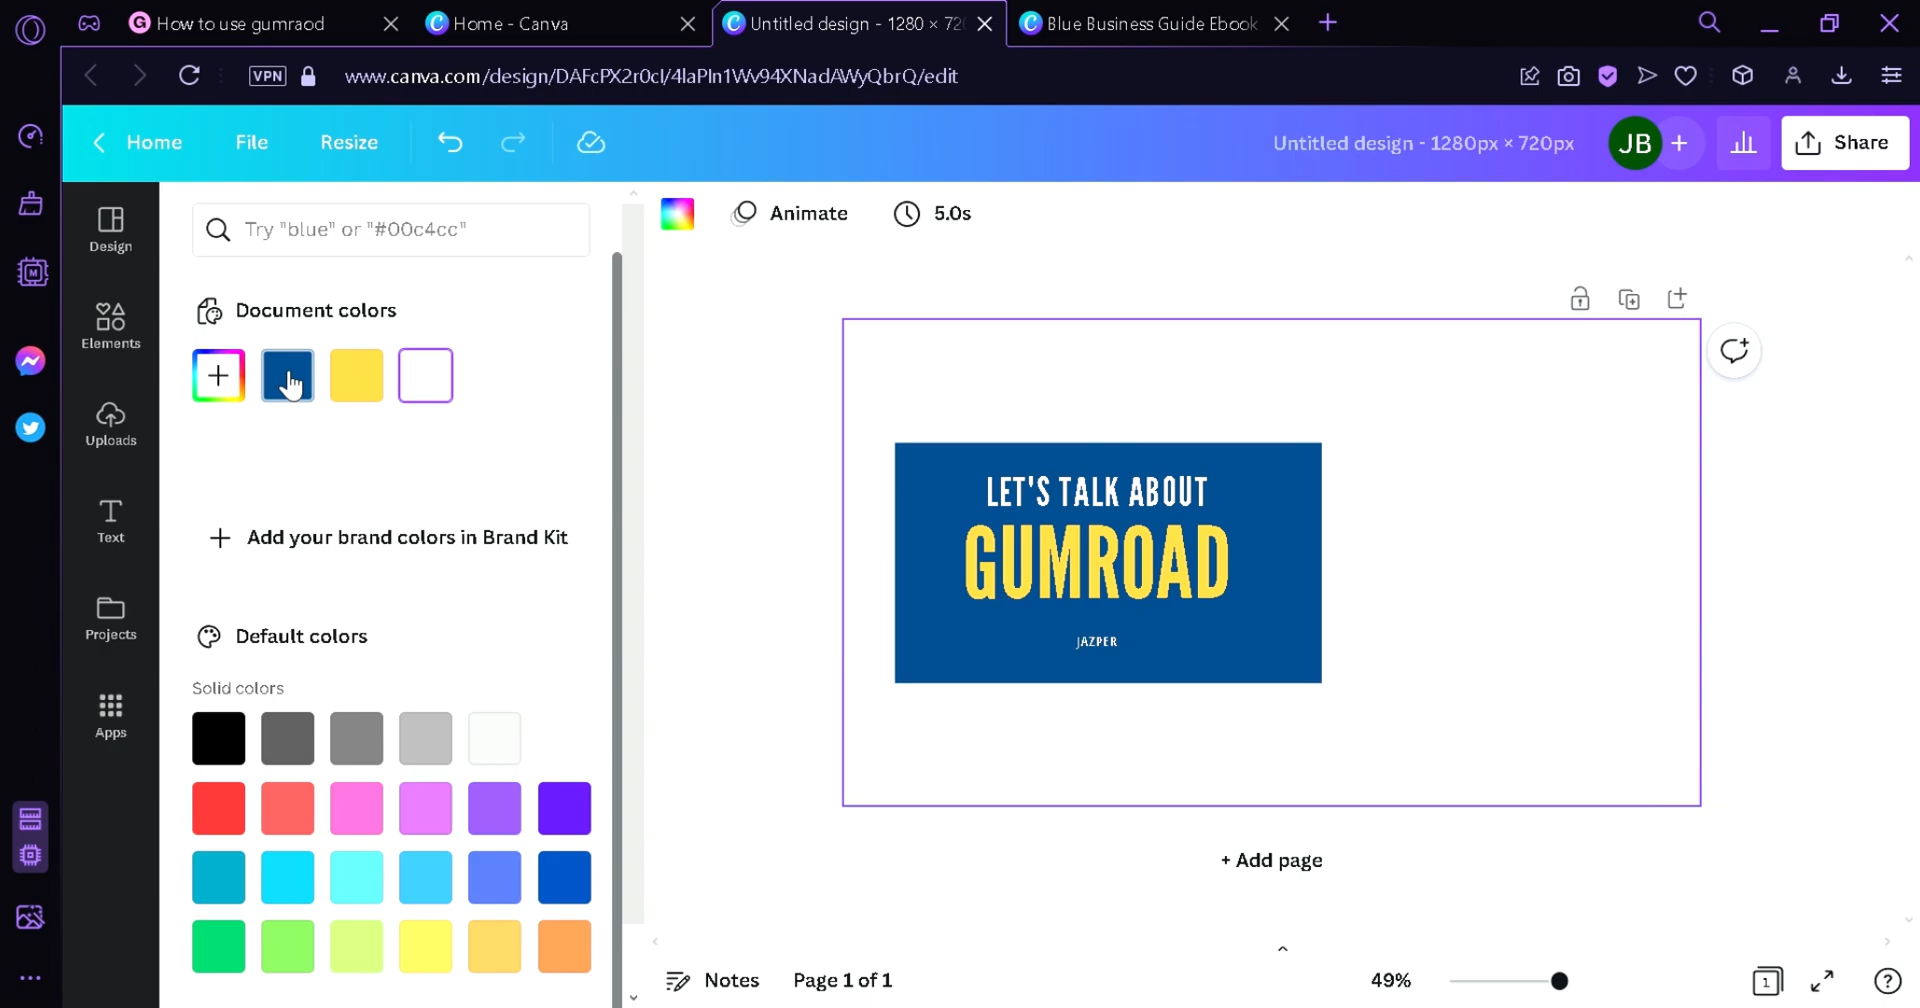 How to use gumraod
Home - Canva
Untitled design - 1280 × 720
Blue Business Guide Ebook
VPN
www.canva.com/design/DAFcPX2r0cI/4laPIn1Wv94XNadAWyQbrQ/edit
Home
File
Resize
Untitled design - 1280px × 720px
JB
+
Share
Design
Elements
Uploads
Text
Projects
Apps
Try "blue" or "#00c4cc"
Document colors
Add your brand colors in Brand Kit
Default colors
Solid colors
Animate
5.0s
LET'S TALK ABOUT
GUMROAD
JAZPER
+ Add page
Notes
Page 1 of 1
49%
1